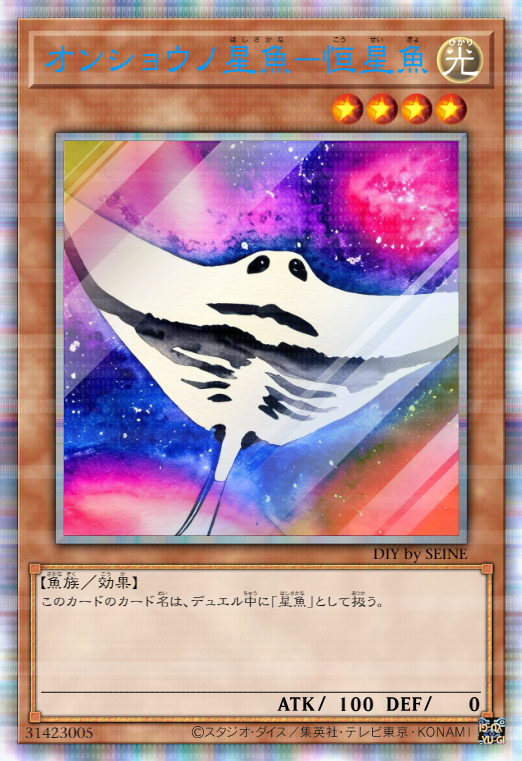 オンショウノ星魚－恒星魚
光
DIY by SEINE
【魚族／効果】
このカードのカード名は、デュエル中に「星魚」として扱う。
ATK/ 100 DEF/ 0
31423005
©スタジオ・ダイス／集英社・テレビ東京・KONAMI